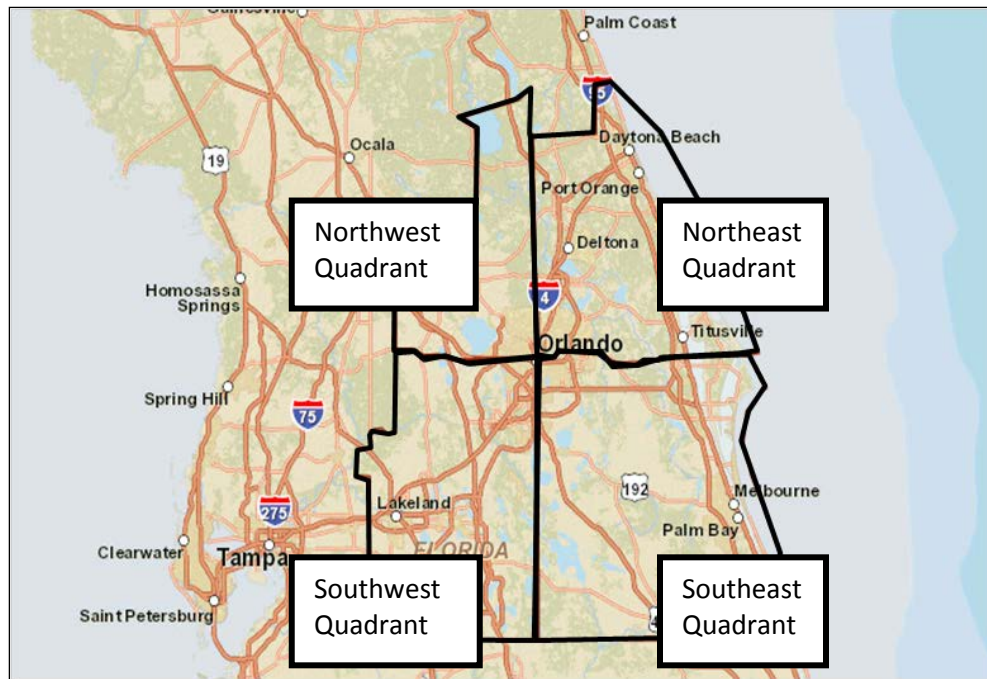 Palm Coast
95
Daytona Beach
Ocala
19
Port Orange
Northwest
Quadrant
Northeast
Quadrant
Deltona
Homosassa
Springs
4
Titusville
Orlando
Spring Hill
75
192
Melbourne
Lakeland
275
Palm Bay
Clearwater
Tampa
FLORIDA
Southwest
Quadrant
Southeast
Quadrant
Saint Petersburg